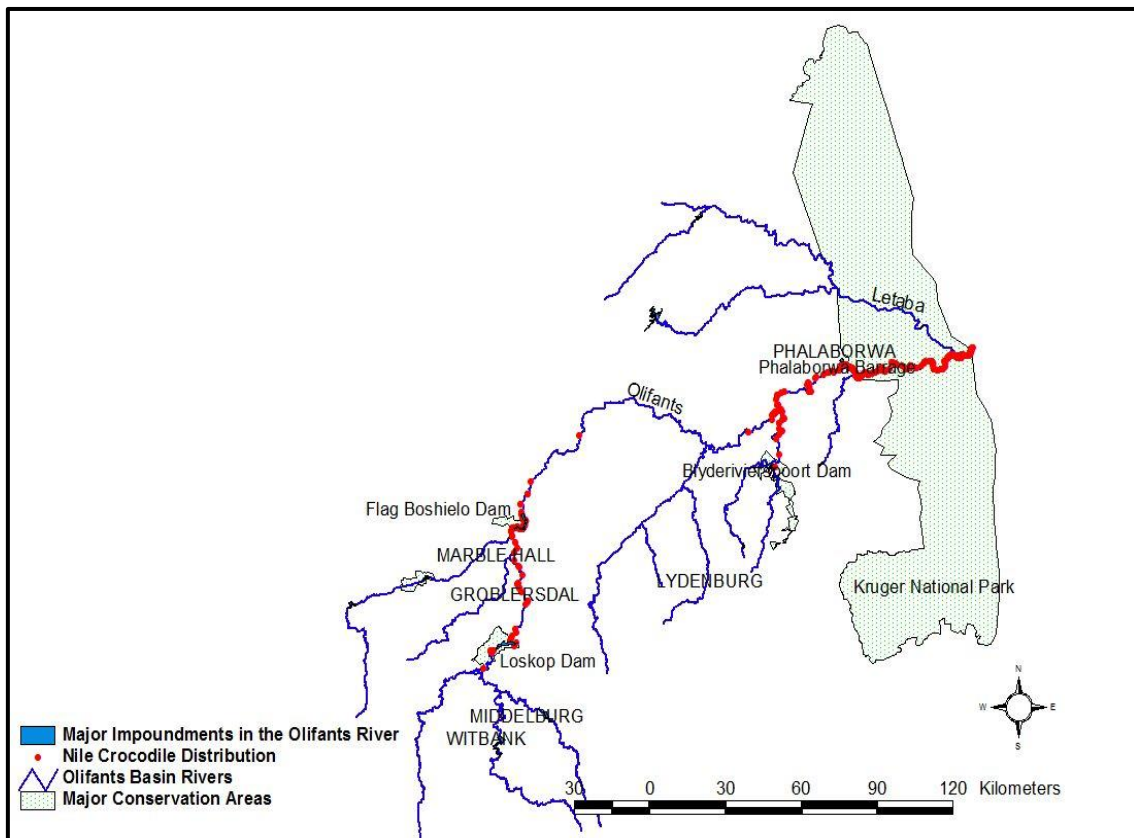 Letaba
PHALABORWA
Phalaborwa Barrage
Olifants
Blyderivierspoort Dam
Flag Boshielo Dam
MARBLE HALL
GROBLERSDAL
LYDENBURG
Kruger National Park
Loskop Dam
MIDDELBURG
WITBANK
N
W E
S
Major Impoundments in the Olifants River
Nile Crocodile Distribution
Olifants Basin Rivers
Major Conservation Areas
30 0 30 60 90 120 Kilometers